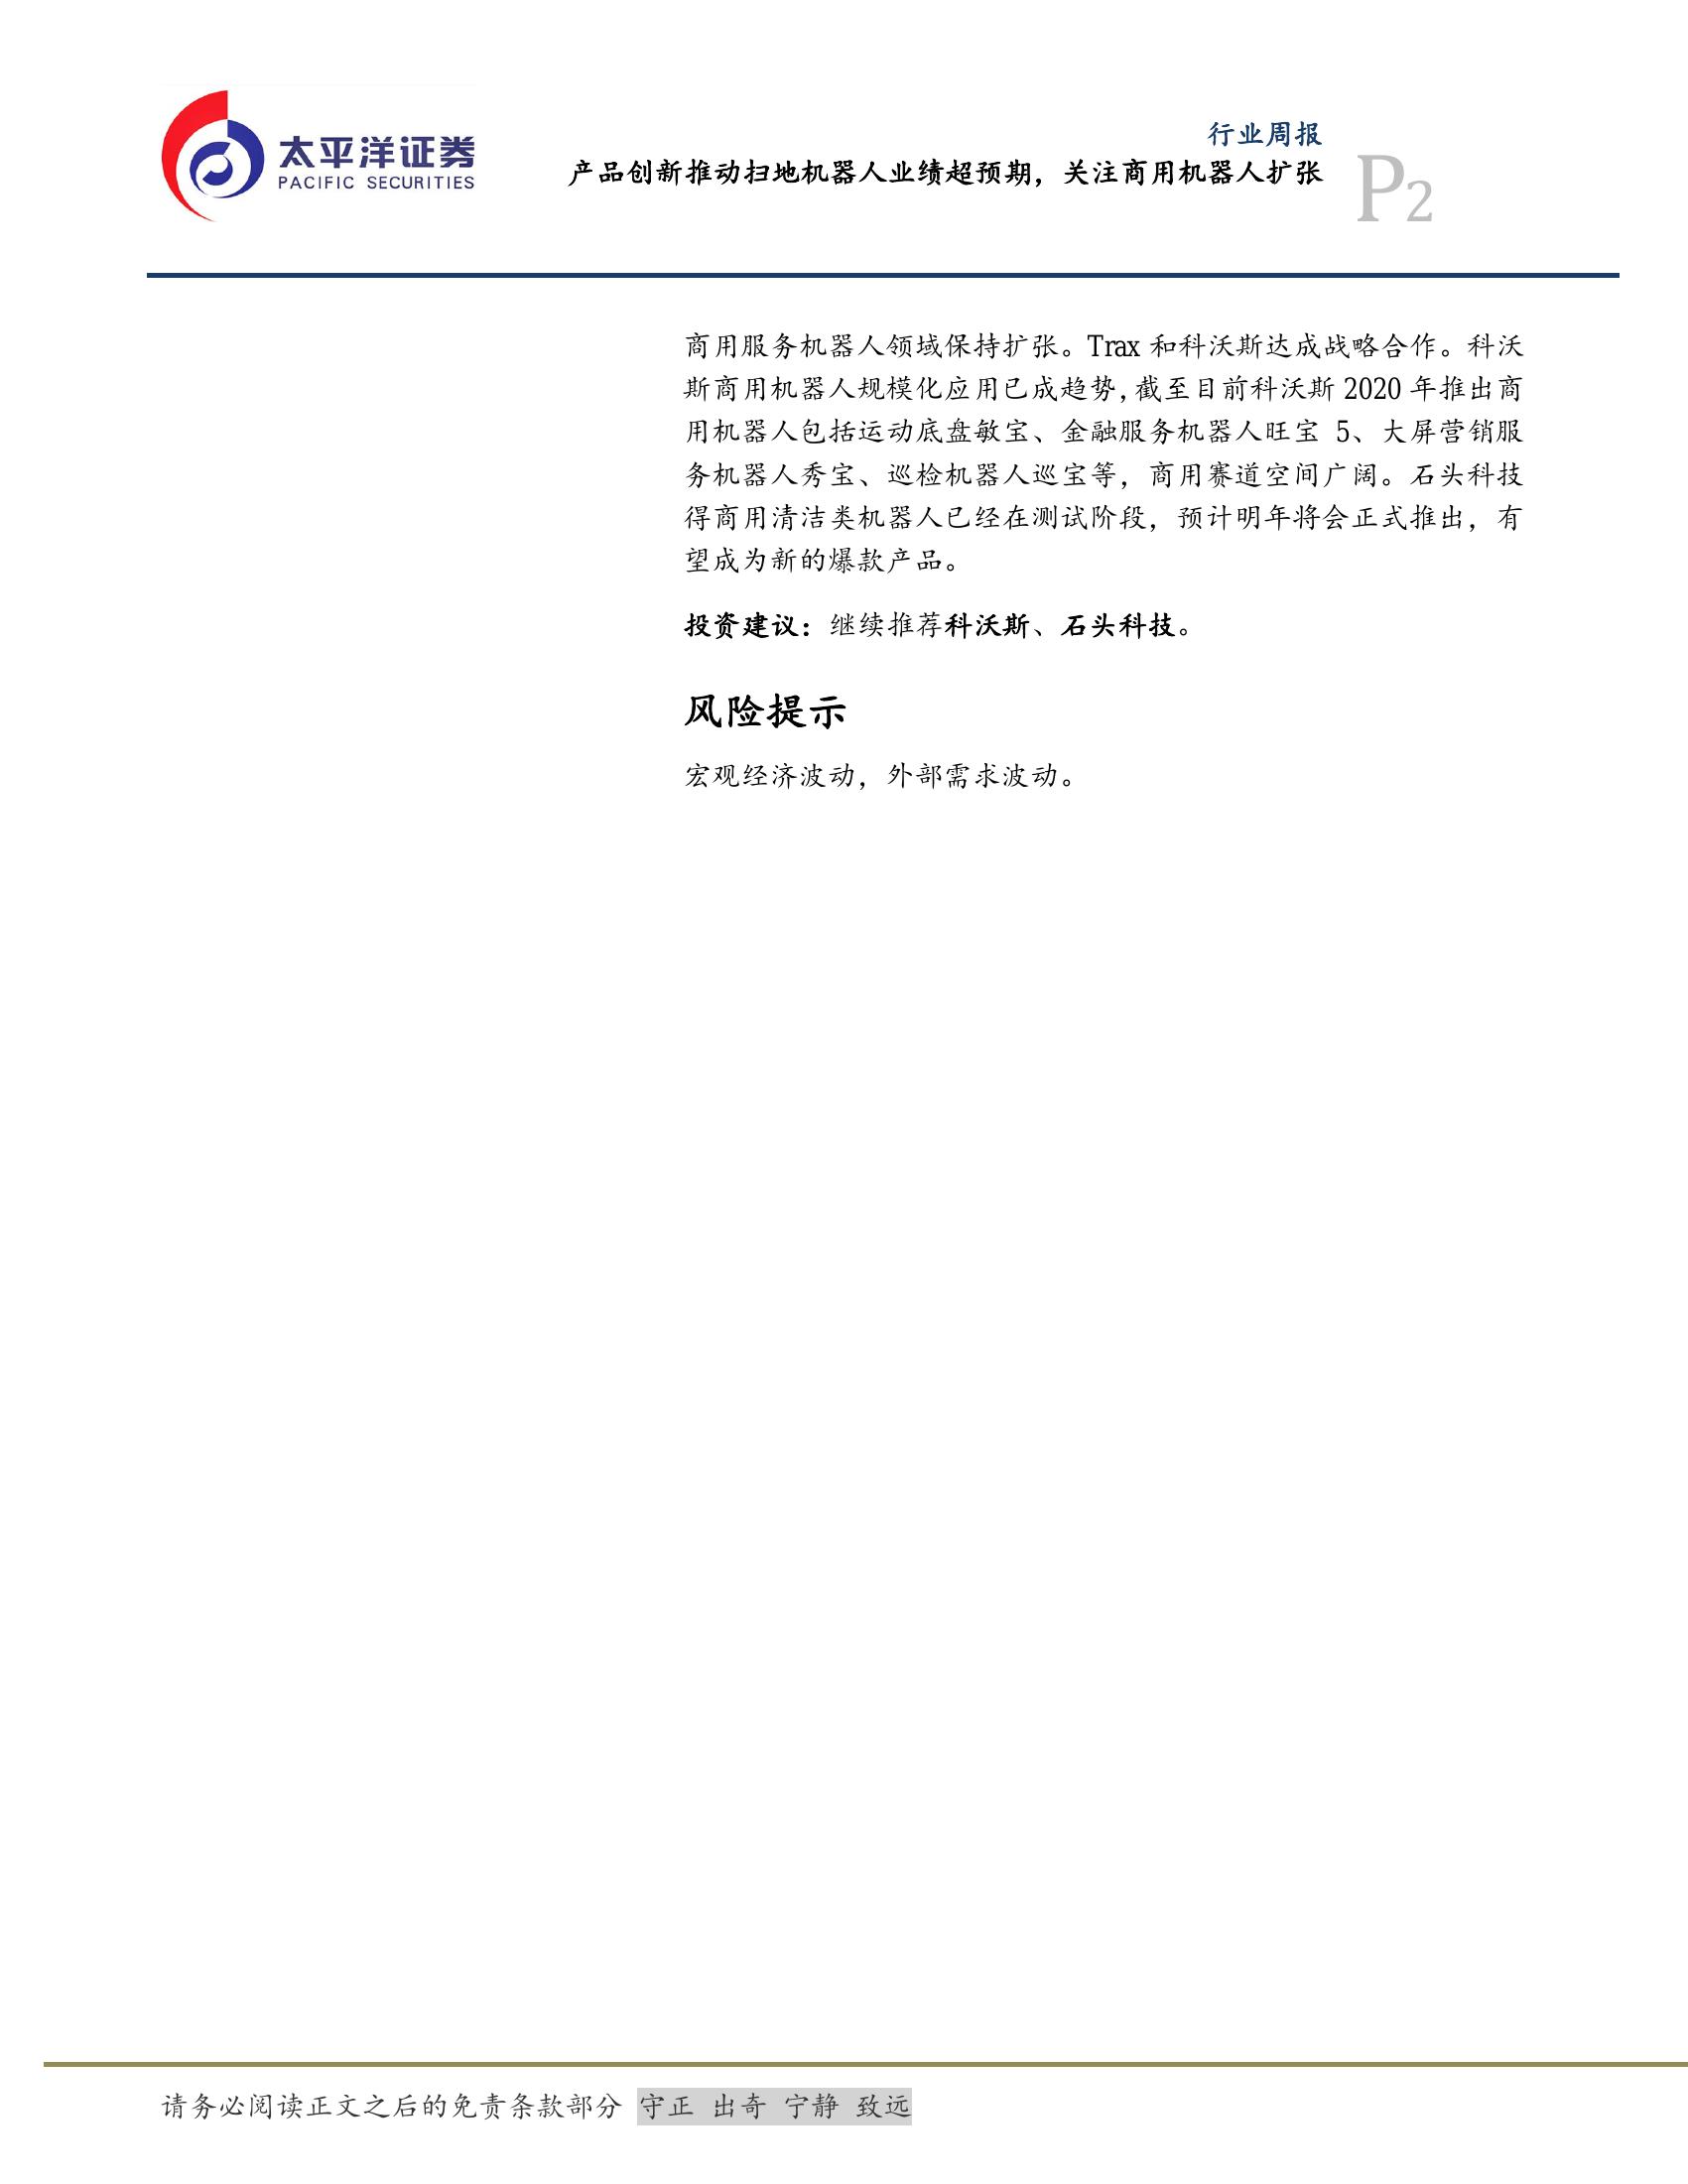 太平洋证券
PACIFIC SECURITIES
行业周报
产品创新推动扫地机器人业绩超预期，关注商用机器人扩张
P2
商用服务机器人领域保持扩张。Trax 和科沃斯达成战略合作。科沃
斯商用机器人规模化应用已成趋势，截至目前科沃斯 2020 年推出商
用机器人包括运动底盘敏宝、金融服务机器人旺宝 5、大屏营销服
务机器人秀宝、巡检机器人巡宝等，商用赛道空间广阔。石头科技
得商用清洁类机器人已经在测试阶段，预计明年将会正式推出，有
望成为新的爆款产品。
投资建议：继续推荐科沃斯、石头科技。
风险提示
宏观经济波动，外部需求波动。
请务必阅读正文之后的免责条款部分 守正 出奇 宁静 致远